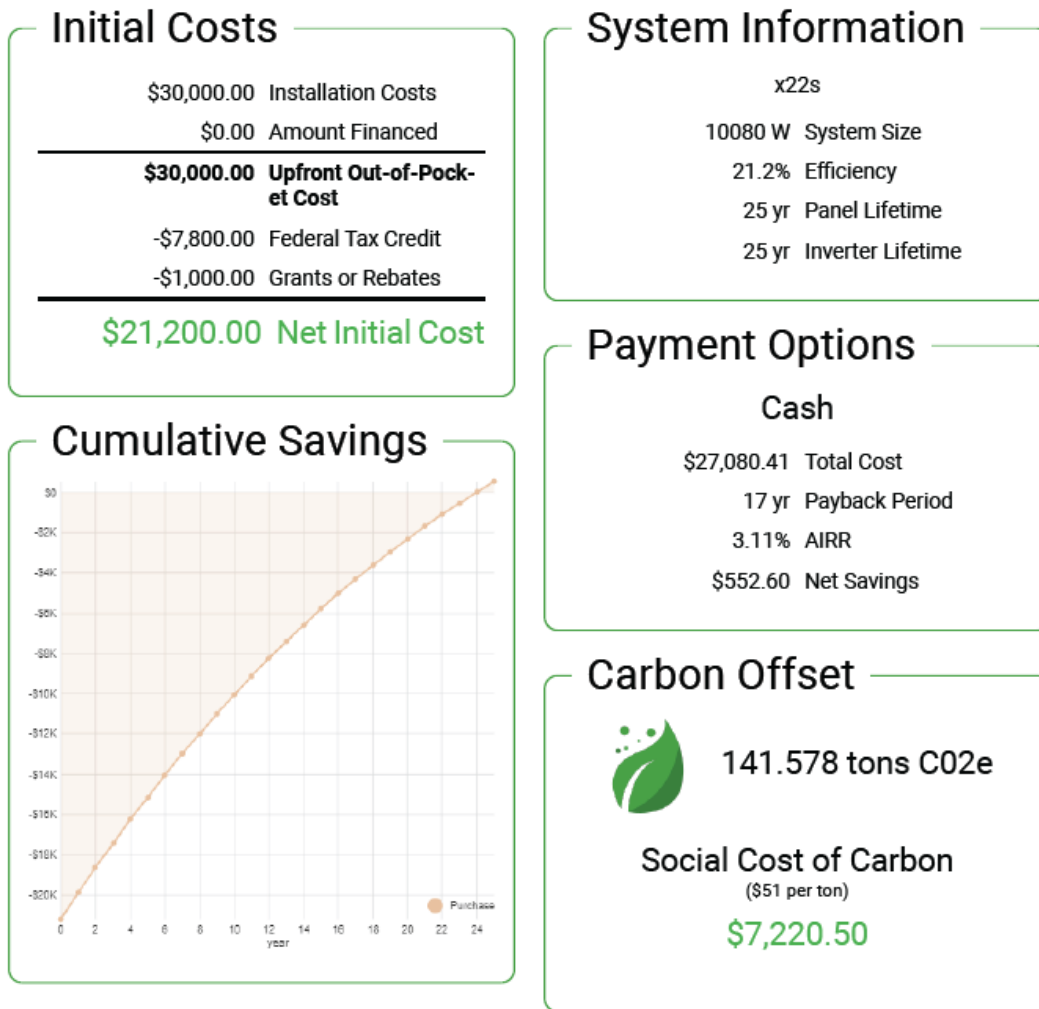 Initial Costs
$30,000.00 Installation Costs
$0.00 Amount Financed
$30,000.00 Upfront Out-of-Pock-
et Cost
-$7,800.00 Federal Tax Credit
-$1,000.00 Grants or Rebates
$21,200.00 Net Initial Cost
Cumulative Savings
$0
-$2K
-$4K
-$6K
-$8K
-$10K
-$12K
-$14K
-$16K
-$18K
-$20K
Purchase
0 2 4 6 8 10 12 14 16 18 20 22 24
year
System Information
x22s
10080 W System Size
21.2% Efficiency
25 yr Panel Lifetime
25 yr Inverter Lifetime
Payment Options
Cash
$27,080.41 Total Cost
17 yr Payback Period
3.11% AIRR
$552.60 Net Savings
Carbon Offset
141.578 tons C02e
Social Cost of Carbon
($51 per ton)
$7,220.50